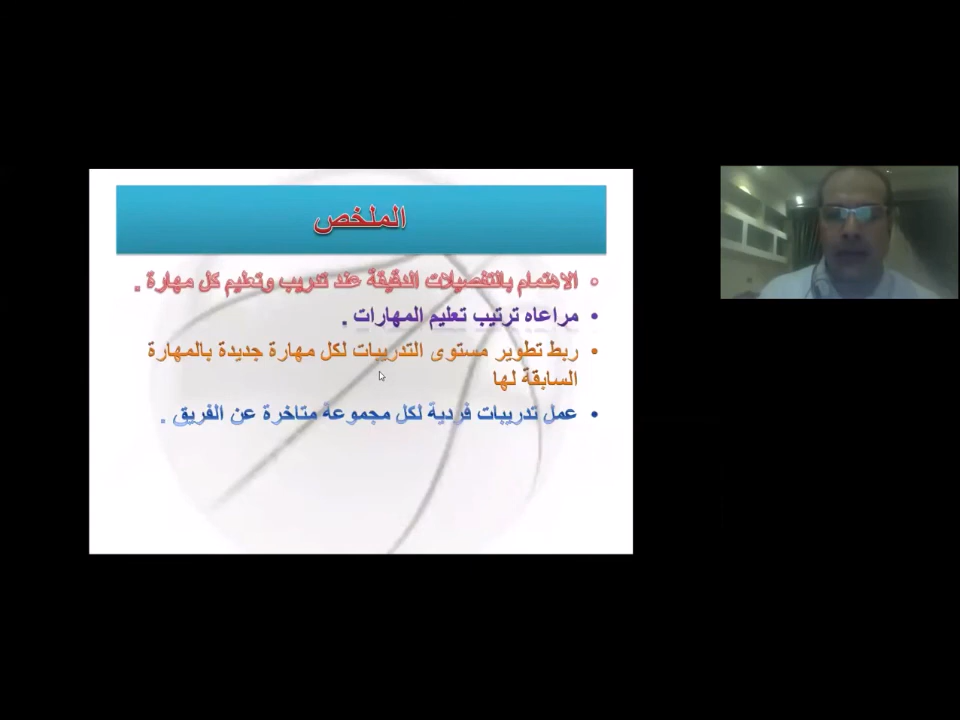 الملخص
• الاهتمام بالتفصيلات الدقيقة عند تدريب وتعليم كل مهارة .
• مراعاه ترتيب تعليم المهارات .
• ربط تطوير مستوى التدريبات لكل مهارة جديدة بالمهارة
السابقة لها
• عمل تدريبات فردية لكل مجموعة متاخرة عن الفريق .